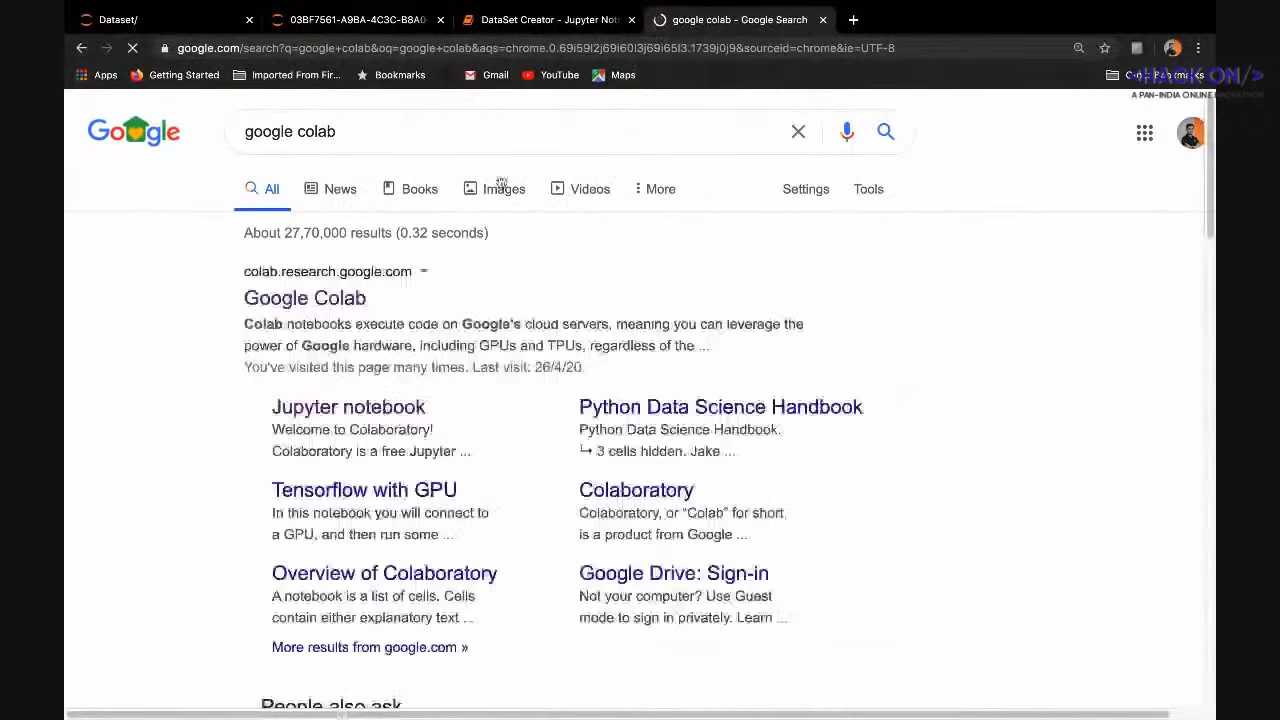 Dataset/
03BF7561-A9BA-4C3C-B8A0
DataSet Creator - Jupyter Not
google colab - Google Search
google.com/search?q=google+colab&oq=google+colab&aqs=chrome.0.69i59l2j69i60l3j69i65l3.1739j0j9&sourceid=chrome&ie=UTF-8
Apps
Getting Started
Imported From Fir...
Bookmarks
Gmail
YouTube
Maps
Bookmarks
HACK ON/>
A PAN-INDIA ONLINE HACKATHON
Google
google colab
All
News
Books
Images
Videos
More
Settings
Tools
About 27,70,000 results (0.32 seconds)
colab.research.google.com
Google Colab
Colab notebooks execute code on Google's cloud servers, meaning you can leverage the
power of Google hardware, including GPUs and TPUs, regardless of the ...
You've visited this page many times. Last visit: 26/4/20
Jupyter notebook
Welcome to Colaboratory!
Colaboratory is a free Jupyter ...
Python Data Science Handbook
Python Data Science Handbook.
↳ 3 cells hidden. Jake ...
Tensorflow with GPU
In this notebook you will connect to
a GPU, and then run some ...
Colaboratory
Colaboratory, or “Colab” for short,
is a product from Google ...
Overview of Colaboratory
A notebook is a list of cells. Cells
contain either explanatory text ...
Google Drive: Sign-in
Not your computer? Use Guest
mode to sign in privately. Learn ...
More results from google.com »
People also ask